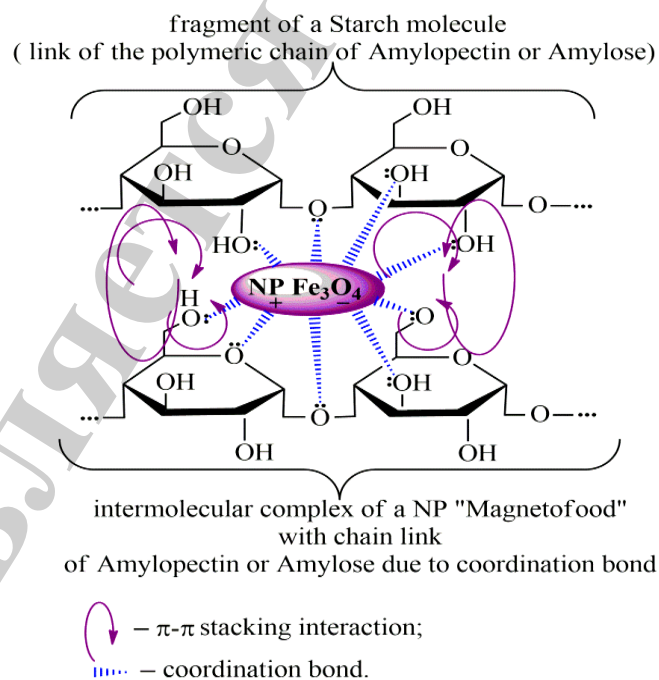 fragment of a Starch molecule
( link of the polymeric chain of Amylopectin or Amylose)
OH OH
O O
OH :OH
... O O ...
HO: :OH
NP Fe₃O₄
+ −
H
O: :O
O O
OH :OH
... O O ...
OH OH
intermolecular complex of a NP "Magnetofood"
with chain link
of Amylopectin or Amylose due to coordination bond
– π-π stacking interaction;
– coordination bond.
вляется